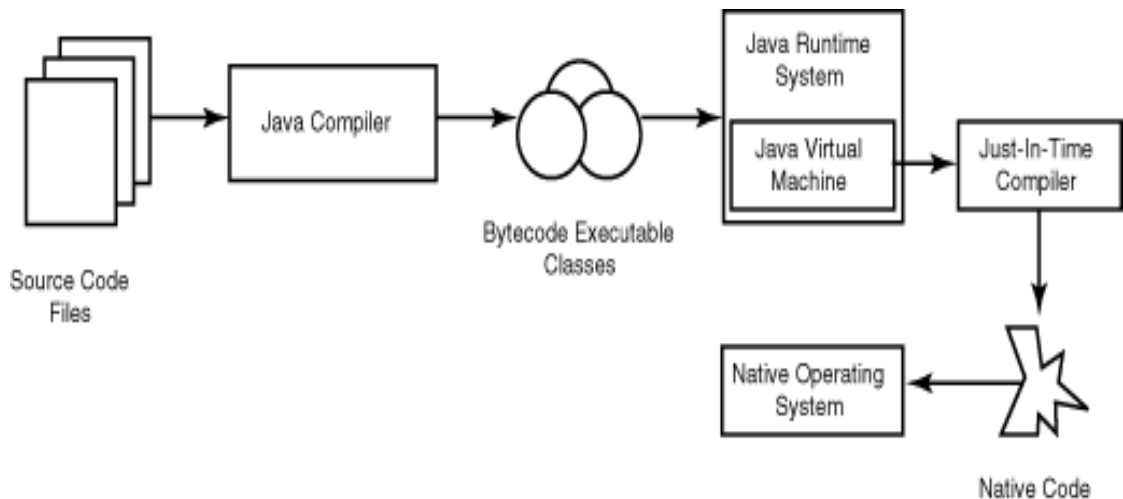 Source Code
Files
Java Compiler
Bytecode Executable
Classes
Java Runtime
System
Java Virtual
Machine
Just-In-Time
Compiler
Native Code
Native Operating
System